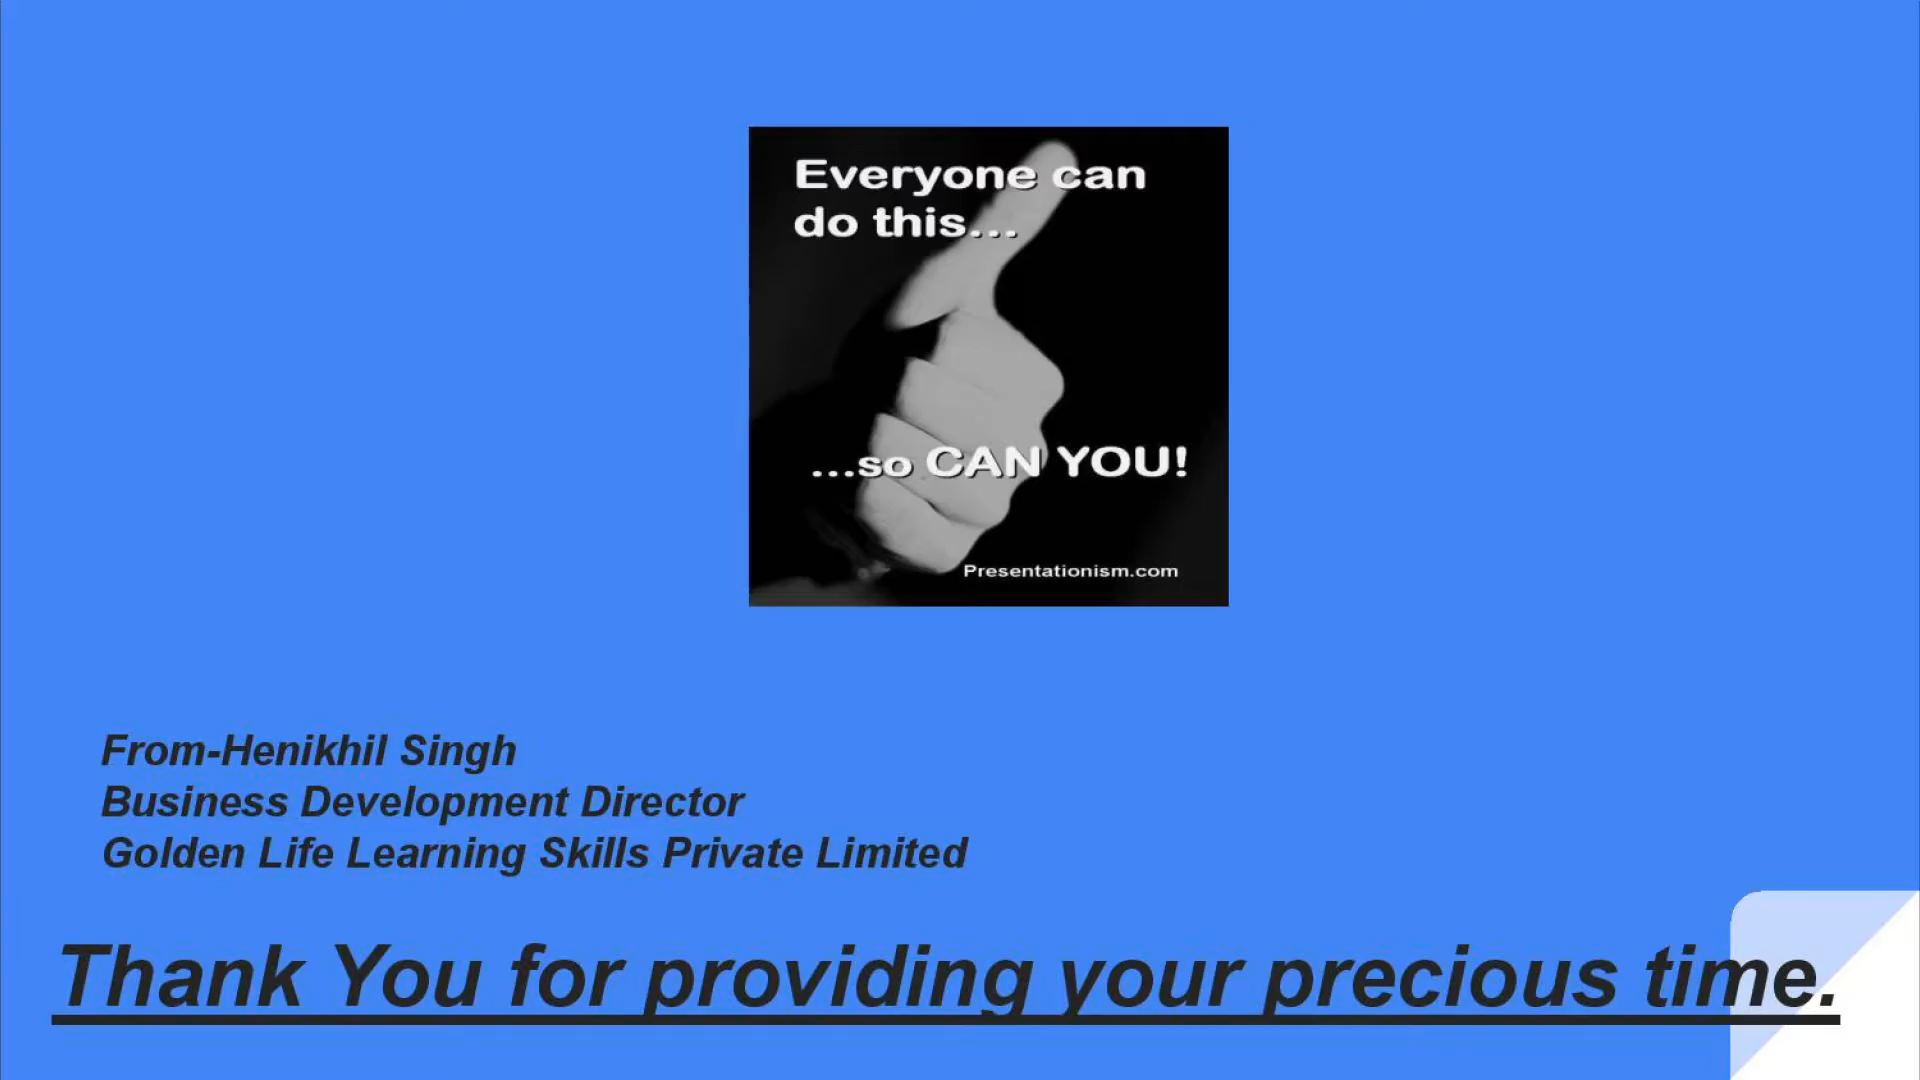 Everyone can
do this...
...so CAN YOU!
Presentationism.com
From-Henikhil Singh
Business Development Director
Golden Life Learning Skills Private Limited
Thank You for providing your precious time.